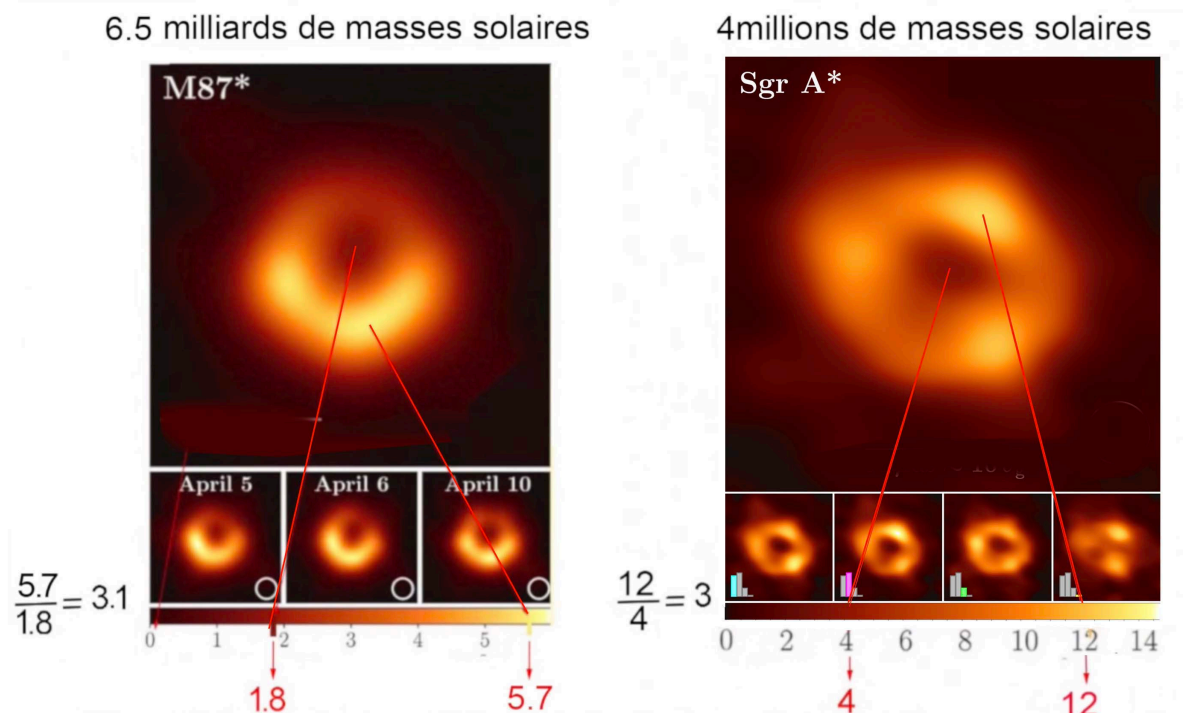 6.5 milliards de masses solaires
4millions de masses solaires
M87*
Sgr A*
April 5
April 6
April 10
5.7
1.8
= 3.1
12
4
= 3
0 1 2 3 4 5
0 2 4 6 8 10 12 14
1.8
5.7
4
12